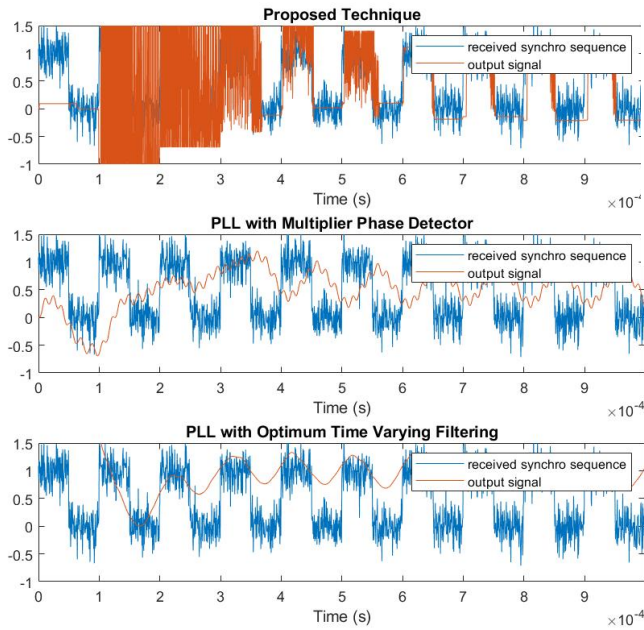 Proposed Technique
1.5
received synchro sequence
1
output signal
0.5
0
-0.5
-1
0 1 2 3 4 5 6 7 8 9
Time (s)
×10⁻⁴
PLL with Multiplier Phase Detector
1.5
received synchro sequence
1
output signal
0.5
0
-0.5
-1
0 1 2 3 4 5 6 7 8 9
Time (s)
×10⁻⁴
PLL with Optimum Time Varying Filtering
1.5
received synchro sequence
1
output signal
0.5
0
-0.5
-1
0 1 2 3 4 5 6 7 8 9
Time (s)
×10⁻⁴